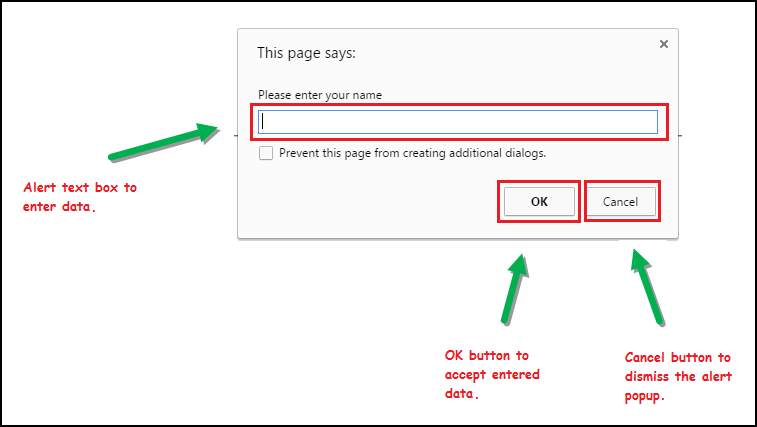 This page says:
Please enter your name
Prevent this page from creating additional dialogs.
OK
Cancel
Alert text box to
enter data.
OK button to
accept entered
data.
Cancel button to
dismiss the alert
popup.